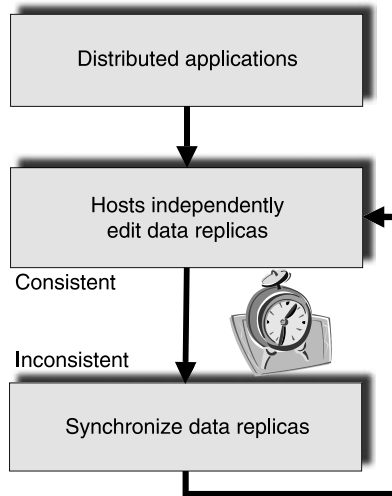 Distributed applications
Hosts independently
edit data replicas
Consistent
Inconsistent
Synchronize data replicas